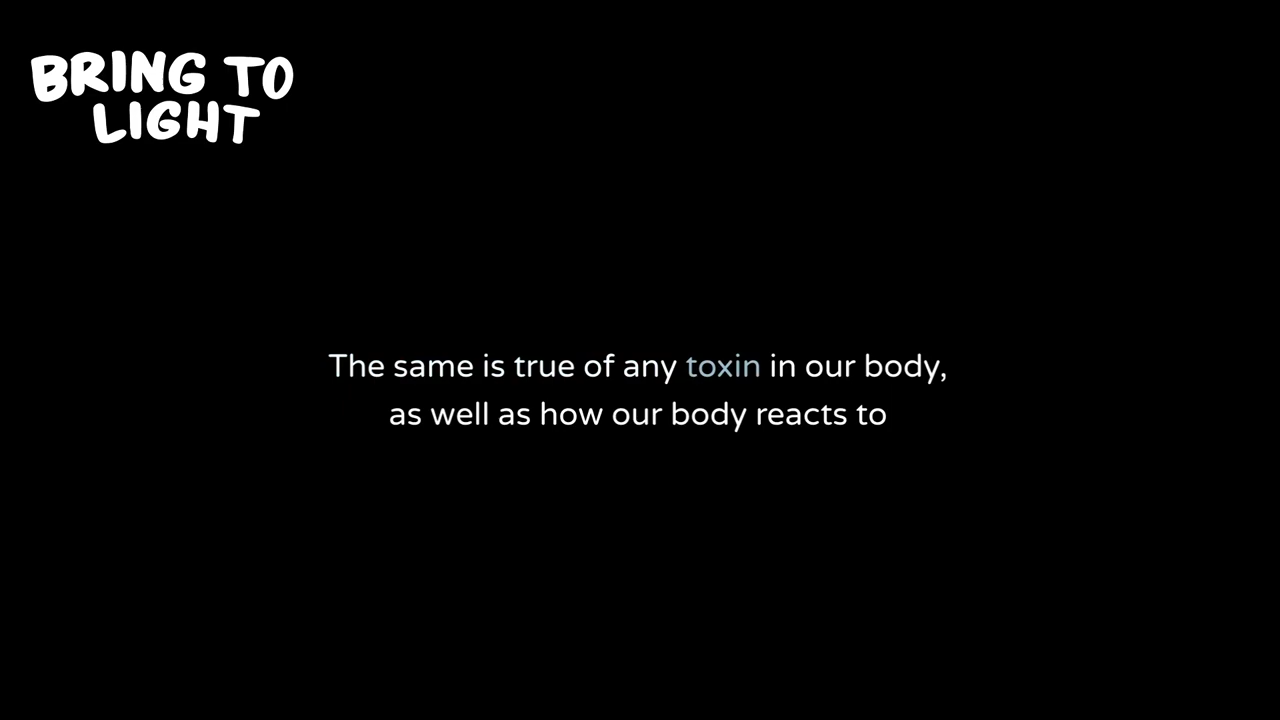 BRING TO
LIGHT
The same is true of any toxin in our body,
as well as how our body reacts to